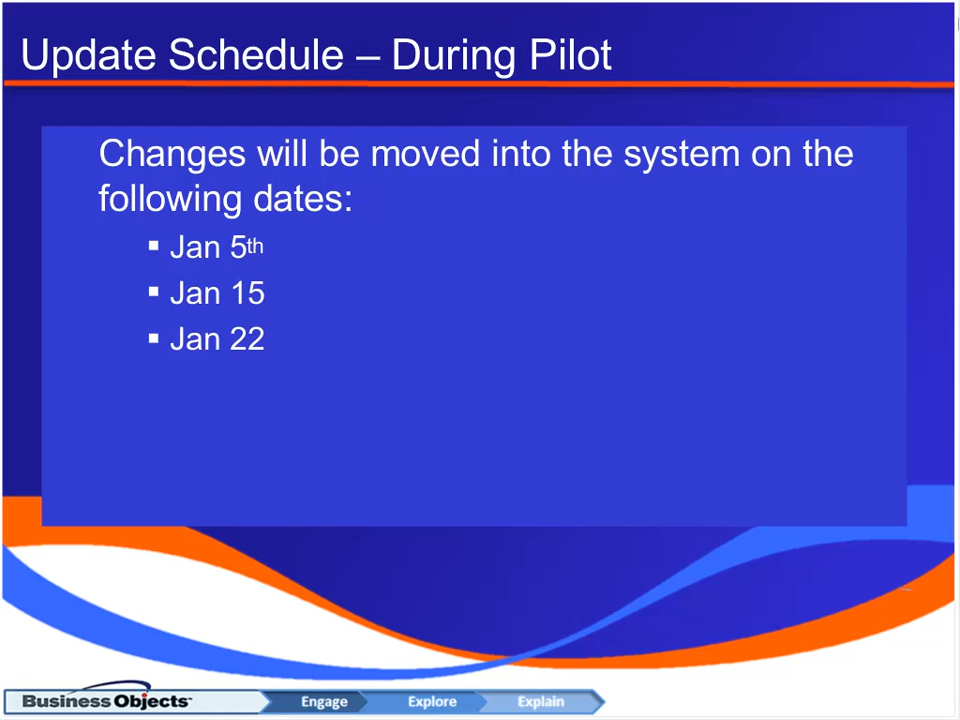 Update Schedule – During Pilot
Changes will be moved into the system on the
following dates:
▪ Jan 5th
▪ Jan 15
▪ Jan 22
Business Objects™ Engage Explore Explain